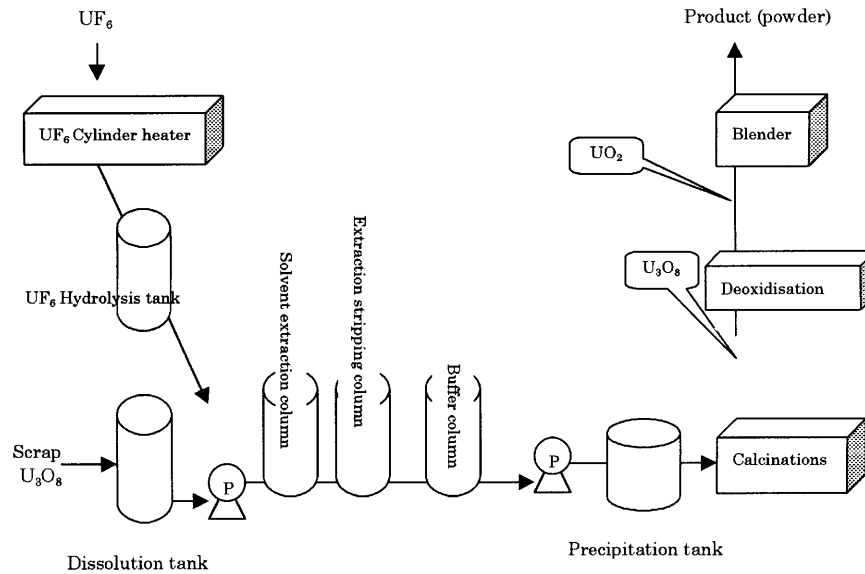 UF₆
Product (powder)
UF₆ Cylinder heater
Blender
UO₂
Solvent extraction column
Extraction stripping column
U₃O₈
UF₆ Hydrolysis tank
Deoxidisation
Buffer column
Scrap
U₃O₈
P
P
Calcinations
Dissolution tank
Precipitation tank